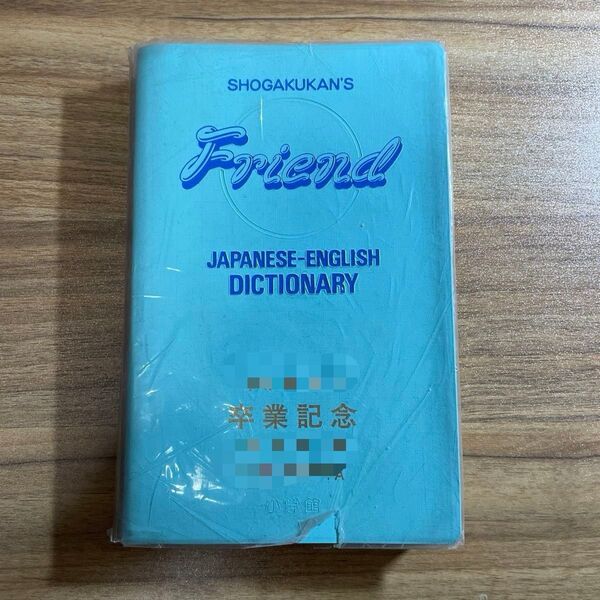 SHOGAKUKAN'S
Friend
JAPANESE-ENGLISH
DICTIONARY
卒業記念
小学館